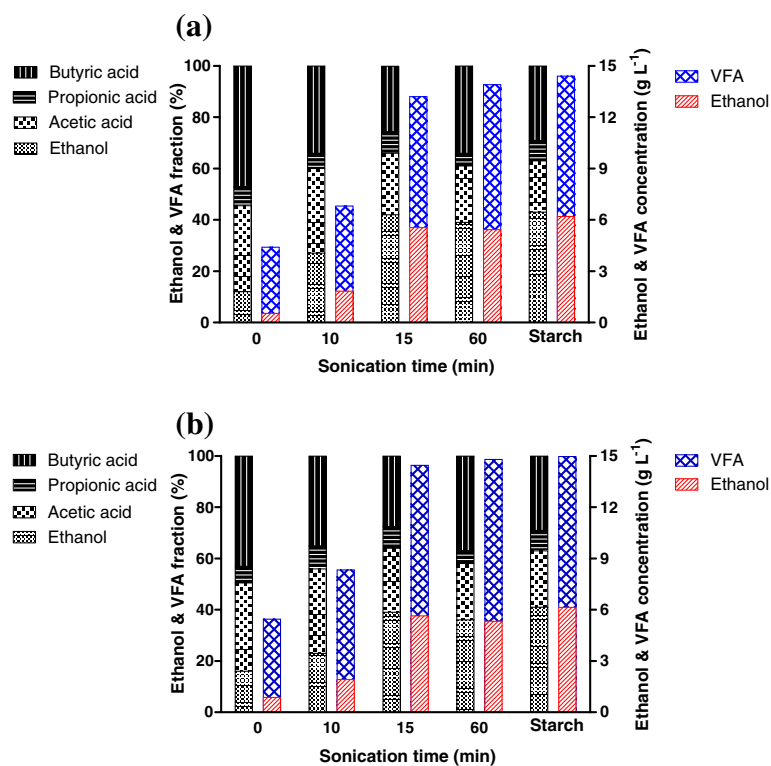 (a)
Butyric acid
Propionic acid
Acetic acid
Ethanol
Ethanol & VFA fraction (%)
100
80
60
40
20
0
15
12
9
6
3
0
Ethanol & VFA concentration (g L-1)
VFA
Ethanol
0 10 15 60 Starch
Sonication time (min)
(b)
Butyric acid
Propionic acid
Acetic acid
Ethanol
Ethanol & VFA fraction (%)
100
80
60
40
20
0
15
12
9
6
3
0
Ethanol & VFA concentration (g L-1)
VFA
Ethanol
0 10 15 60 Starch
Sonication time (min)